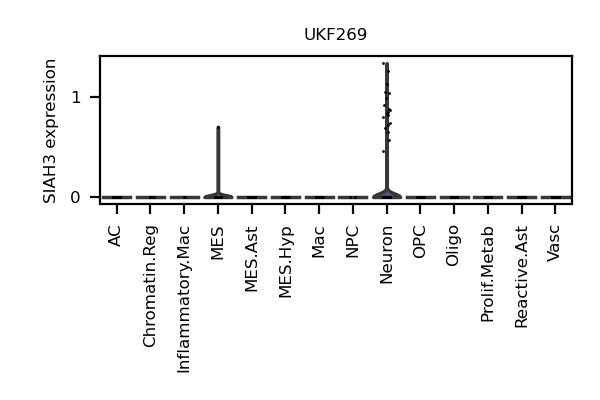 UKF269
SIAH3 expression
1
0
AC
Chromatin.Reg
Inflammatory.Mac
MES
MES.Ast
MES.Hyp
Mac
NPC
Neuron
OPC
Oligo
Prolif.Metab
Reactive.Ast
Vasc